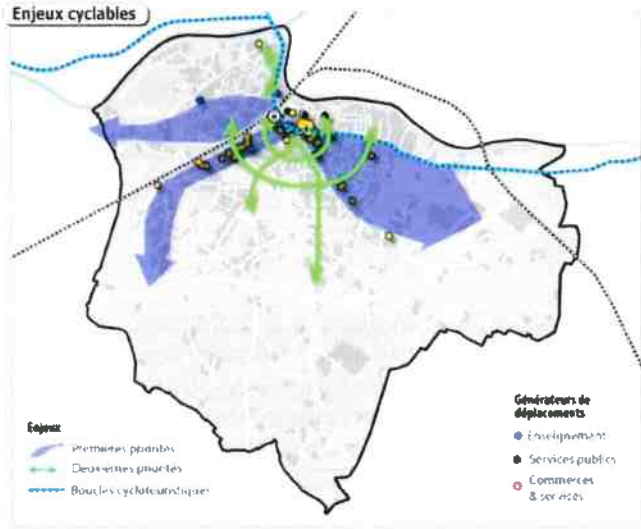 Enjeux cyclables
Enjeux
Premières priorités
Deuxièmes priorités
Boucles cyclotouristiques
Générateurs de
déplacements
Enseignement
Services publics
Commerces
& services